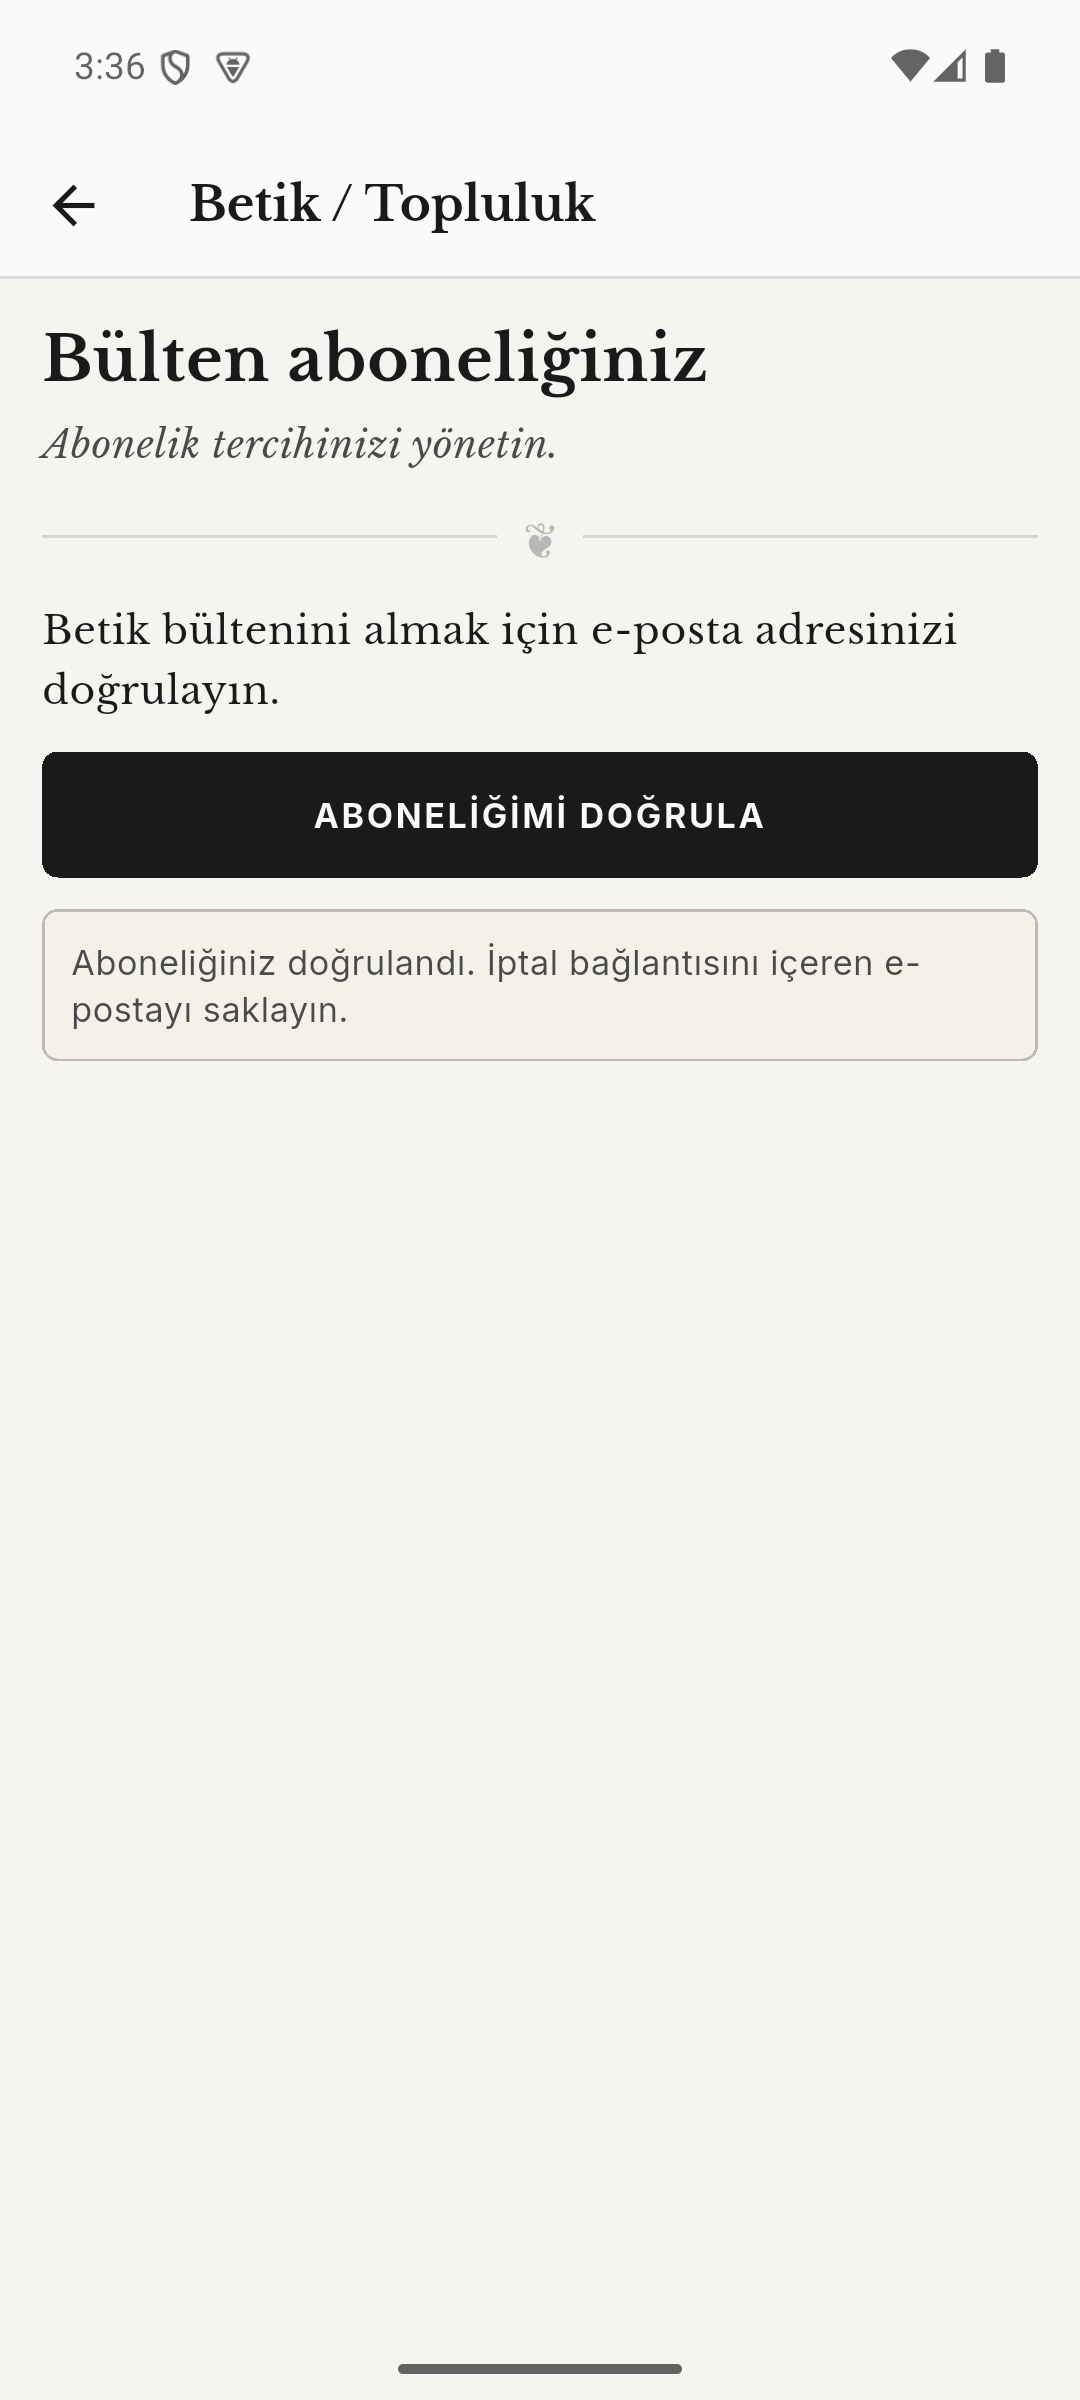 3:36
Betik / Topluluk
Bülten aboneliğiniz
Abonelik tercihinizi yönetin.
Betik bültenini almak için e-posta adresinizi
doğrulayın.
ABONELİĞİMİ DOĞRULA
Aboneliğiniz doğrulandı. İptal bağlantısını içeren e-
postayı saklayın.